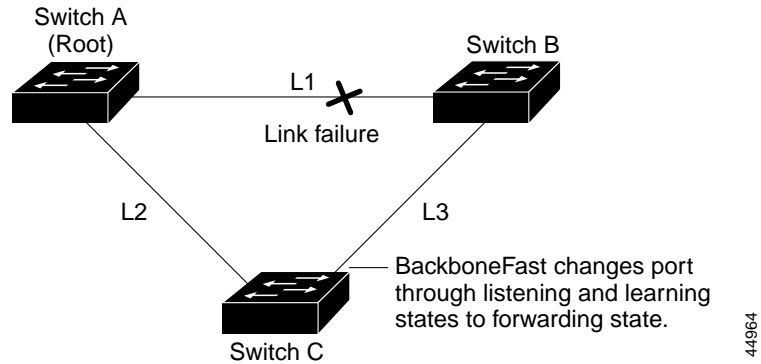 Switch A
(Root)
Switch B
L1
Link failure
L2
L3
BackboneFast changes port
through listening and learning
states to forwarding state.
Switch C
44964